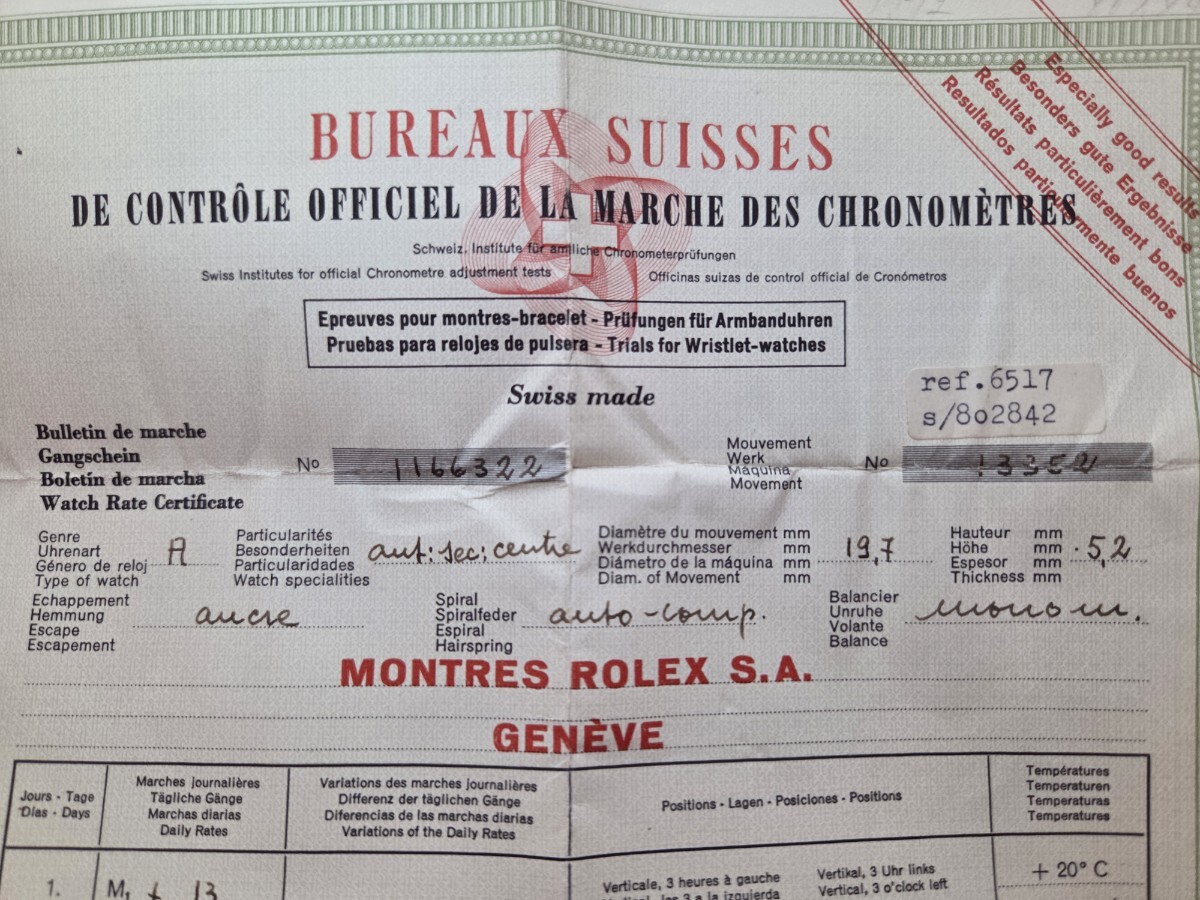 Especially good results
Besonders gute Ergebnisse
Résultats particulièrement bons
Resultados particularmente buenos
BUREAUX SUISSES
DE CONTRÔLE OFFICIEL DE LA MARCHE DES CHRONOMÈTRES
Schweiz. Institute für amtliche Chronometerprüfungen
Swiss Institutes for official Chronometre adjustment tests
Officinas suizas de control official de Cronómetros
Epreuves pour montres-bracelet - Prüfungen für Armbanduhren
Pruebas para relojes de pulsera - Trials for Wristlet-watches
Swiss made
ref.6517
s/802842
Bulletin de marche
Gangschein
Boletín de marcha
Watch Rate Certificate
No 1166322
Mouvement
Werk
Máquina
Movement
No 13352
Genre
Uhrenart
Género de reloj
Type of watch
A
Particularités
Besonderheiten
Particularidades
Watch specialities
aut: sec; centre
Diamètre du mouvement mm
Werkdurchmesser mm
Diámetro de la máquina mm
Diam. of Movement mm
19,7
Hauteur mm
Höhe mm
Espesor mm
Thickness mm
5,2
Echappement
Hemmung
Escape
Escapement
ancre
Spiral
Spiralfeder
Espiral
Hairspring
auto-comp.
Balancier
Unruhe
Volante
Balance
monom.
MONTRES ROLEX S.A.
GENÈVE
Jours - Tage
Días - Days
Marches journalières
Tägliche Gänge
Marchas diarias
Daily Rates
Variations des marches journalières
Differenz der täglichen Gänge
Diferencias de las marchas diarias
Variations of the Daily Rates
Positions - Lagen - Posiciones - Positions
Températures
Temperaturen
Temperaturas
Temperatures
1.
M, + 13
Verticale, 3 heures à gauche
Vertical, las 3 a la izquierda
Vertikal, 3 Uhr links
Vertical, 3 o'clock left
+ 20° C